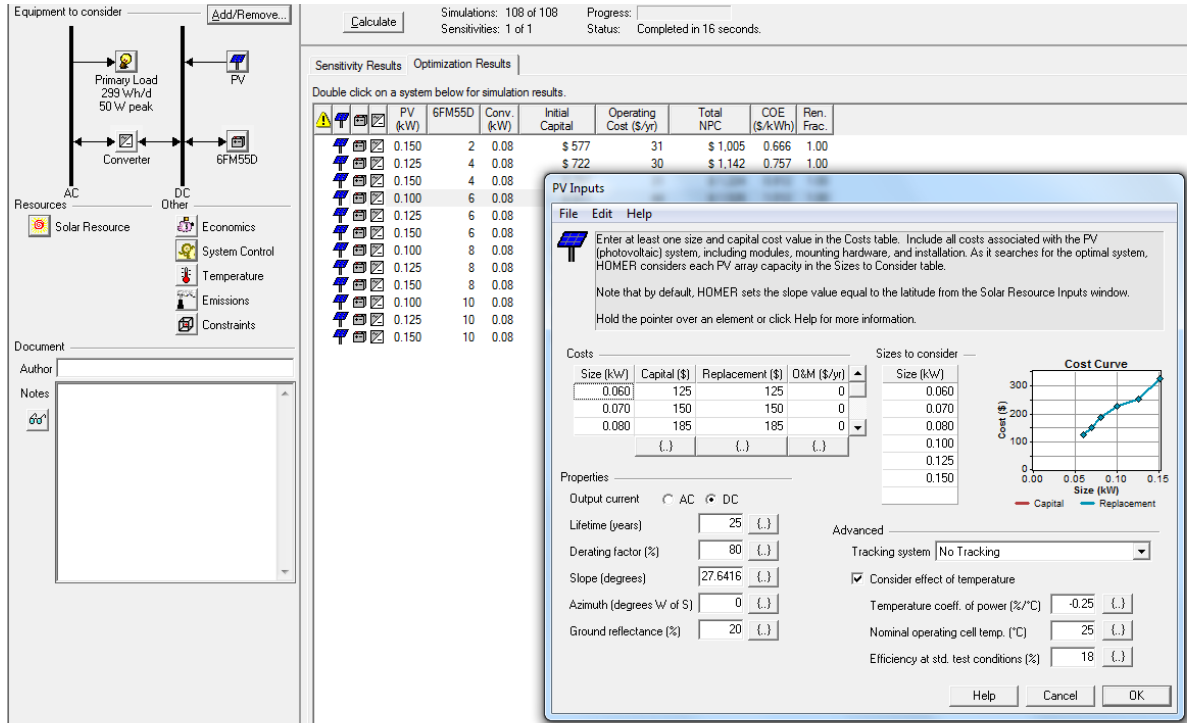 Equipment to consider
Add/Remove...
Primary Load
299 Wh/d
50 W peak
PV
Converter
6FM55D
AC
DC
Resources
Other
Solar Resource
Economics
System Control
Temperature
Emissions
Constraints
Document
Author
Notes
Calculate
Simulations: 108 of 108
Progress:
Sensitivities: 1 of 1
Status: Completed in 16 seconds.
Sensitivity Results
Optimization Results
Double click on a system below for simulation results.
PV (kW) 6FM55D Conv. (kW) Initial Capital Operating Cost ($/yr) Total NPC COE ($/kWh) Ren. Frac.
0.150 2 0.08 $ 577 31 $ 1,005 0.666 1.00
0.125 4 0.08 $ 722 30 $ 1,142 0.757 1.00
0.150 4 0.08
0.100 6 0.08
0.125 6 0.08
0.150 6 0.08
0.100 8 0.08
0.125 8 0.08
0.150 8 0.08
0.100 10 0.08
0.125 10 0.08
0.150 10 0.08
PV Inputs
File Edit Help
Enter at least one size and capital cost value in the Costs table. Include all costs associated with the PV
(photovoltaic) system, including modules, mounting hardware, and installation. As it searches for the optimal system,
HOMER considers each PV array capacity in the Sizes to Consider table.
Note that by default, HOMER sets the slope value equal to the latitude from the Solar Resource Inputs window.
Hold the pointer over an element or click Help for more information.
Costs
Size (kW) Capital ($) Replacement ($) O&M ($/yr)
0.060 125 125 0
0.070 150 150 0
0.080 185 185 0
{..} {..} {..}
Sizes to consider
Size (kW)
0.060
0.070
0.080
0.100
0.125
0.150
Cost Curve
Cost ($)
300
200
100
0
0.00 0.05 0.10 0.15
Size (kW)
Capital Replacement
Properties
Output current AC DC
Lifetime (years) 25 {..}
Derating factor (%) 80 {..}
Slope (degrees) 27.6416 {..}
Azimuth (degrees W of S) 0 {..}
Ground reflectance (%) 20 {..}
Advanced
Tracking system No Tracking
Consider effect of temperature
Temperature coeff. of power (%/°C) -0.25 {..}
Nominal operating cell temp. (°C) 25 {..}
Efficiency at std. test conditions (%) 18 {..}
Help Cancel OK